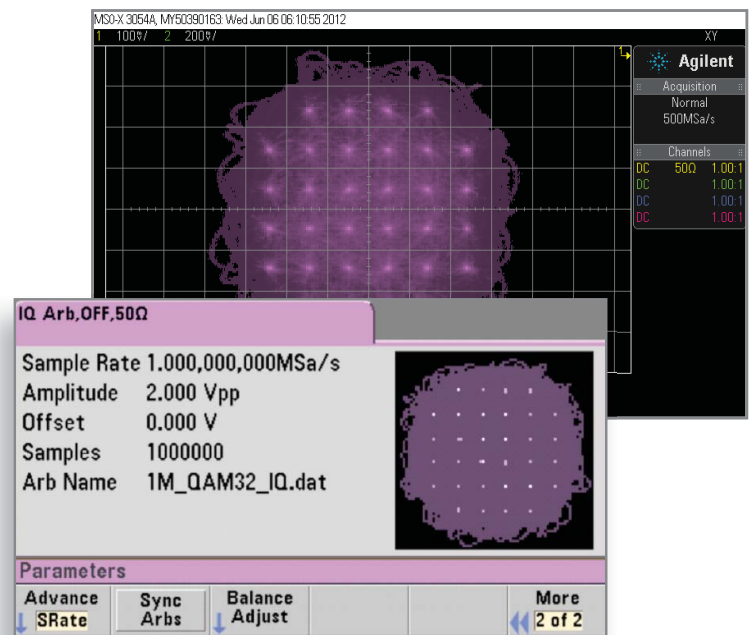 MSO-X 3054A, MY50390163: Wed Jun 06 06:10:55 2012
1 100▿/ 2 200▿/ XY
1
Agilent
Acquisition
Normal
500MSa/s
Channels
DC 50Ω 1.00:1
DC 1.00:1
DC 1.00:1
DC 1.00:1
IQ Arb,OFF,50Ω
Sample Rate 1.000,000,000MSa/s
Amplitude 2.000 Vpp
Offset 0.000 V
Samples 1000000
Arb Name 1M_QAM32_IQ.dat
Parameters
Advance
SRate
Sync
Arbs
Balance
Adjust
More
2 of 2